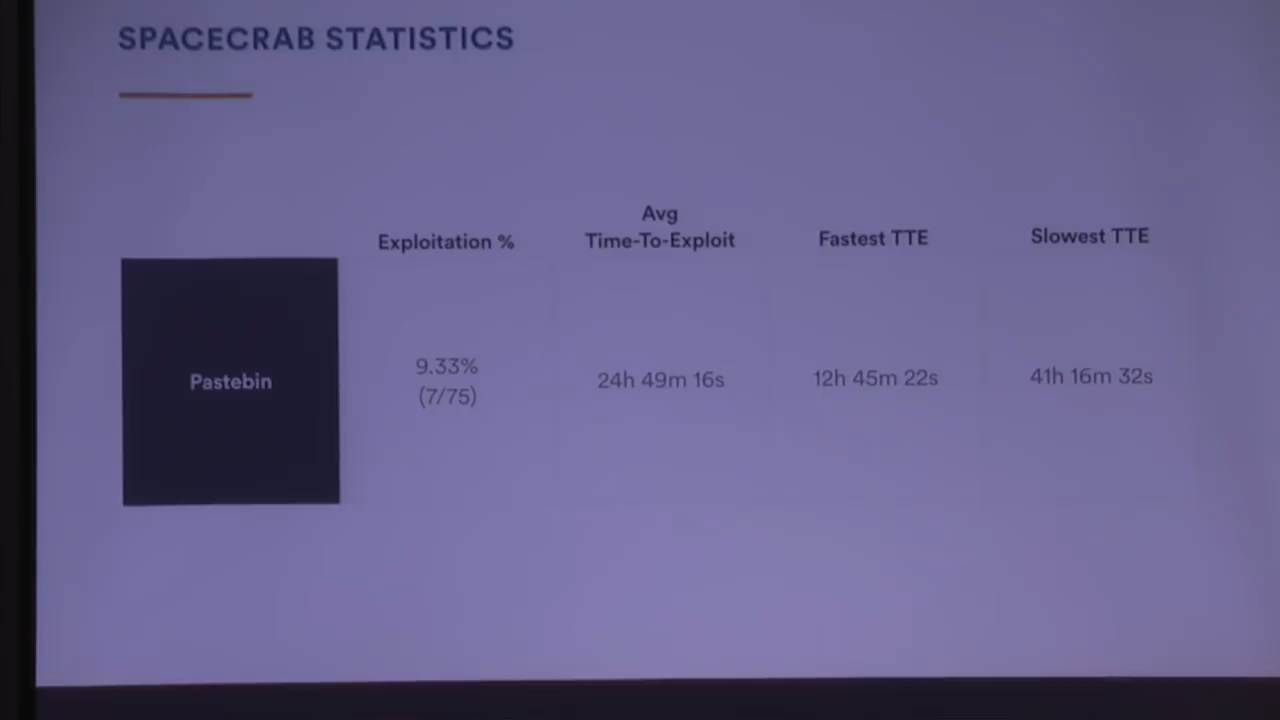 SPACECRAB STATISTICS
Exploitation %
Avg
Time-To-Exploit
Fastest TTE
Slowest TTE
Pastebin
9.33%
(7/75)
24h 49m 16s
12h 45m 22s
41h 16m 32s